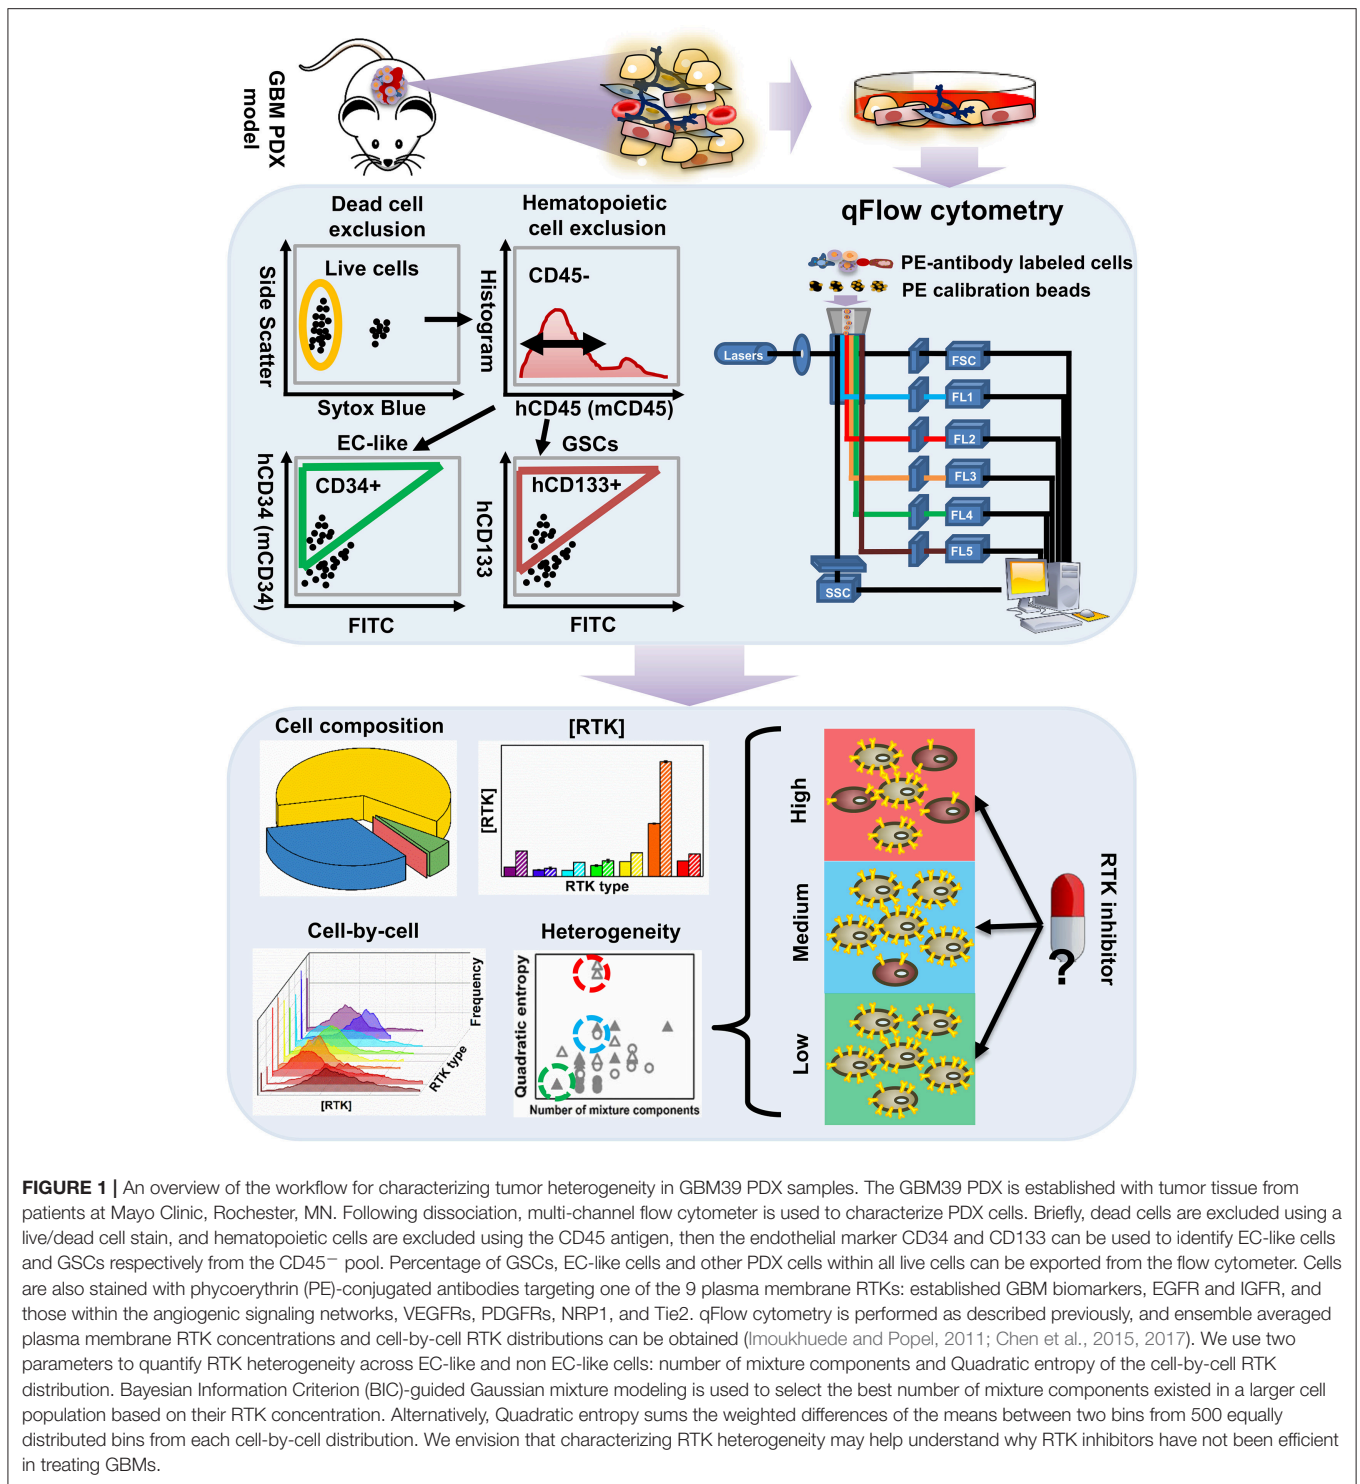 GBM PDX
model
Dead cell
exclusion
Hematopoietic
cell exclusion
Side Scatter
Live cells
Sytox Blue
Histogram
CD45-
hCD45 (mCD45)
EC-like
GSCs
hCD34 (mCD34)
CD34+
FITC
hCD133
hCD133+
FITC
qFlow cytometry
PE-antibody labeled cells
PE calibration beads
Lasers
FSC
FL1
FL2
FL3
FL4
FL5
SSC
Cell composition
[RTK]
[RTK]
RTK type
Cell-by-cell
Frequency
RTK type
[RTK]
Heterogeneity
Quadratic entropy
Number of mixture components
High
Medium
Low
RTK inhibitor
?
FIGURE 1 | An overview of the workflow for characterizing tumor heterogeneity in GBM39 PDX samples. The GBM39 PDX is established with tumor tissue from
patients at Mayo Clinic, Rochester, MN. Following dissociation, multi-channel flow cytometer is used to characterize PDX cells. Briefly, dead cells are excluded using a
live/dead cell stain, and hematopoietic cells are excluded using the CD45 antigen, then the endothelial marker CD34 and CD133 can be used to identify EC-like cells
and GSCs respectively from the CD45⁻ pool. Percentage of GSCs, EC-like cells and other PDX cells within all live cells can be exported from the flow cytometer. Cells
are also stained with phycoerythrin (PE)-conjugated antibodies targeting one of the 9 plasma membrane RTKs: established GBM biomarkers, EGFR and IGFR, and
those within the angiogenic signaling networks, VEGFRs, PDGFRs, NRP1, and Tie2. qFlow cytometry is performed as described previously, and ensemble averaged
plasma membrane RTK concentrations and cell-by-cell RTK distributions can be obtained (Imoukhuede and Popel, 2011; Chen et al., 2015, 2017). We use two
parameters to quantify RTK heterogeneity across EC-like and non EC-like cells: number of mixture components and Quadratic entropy of the cell-by-cell RTK
distribution. Bayesian Information Criterion (BIC)-guided Gaussian mixture modeling is used to select the best number of mixture components existed in a larger cell
population based on their RTK concentration. Alternatively, Quadratic entropy sums the weighted differences of the means between two bins from 500 equally
distributed bins from each cell-by-cell distribution. We envision that characterizing RTK heterogeneity may help understand why RTK inhibitors have not been efficient
in treating GBMs.